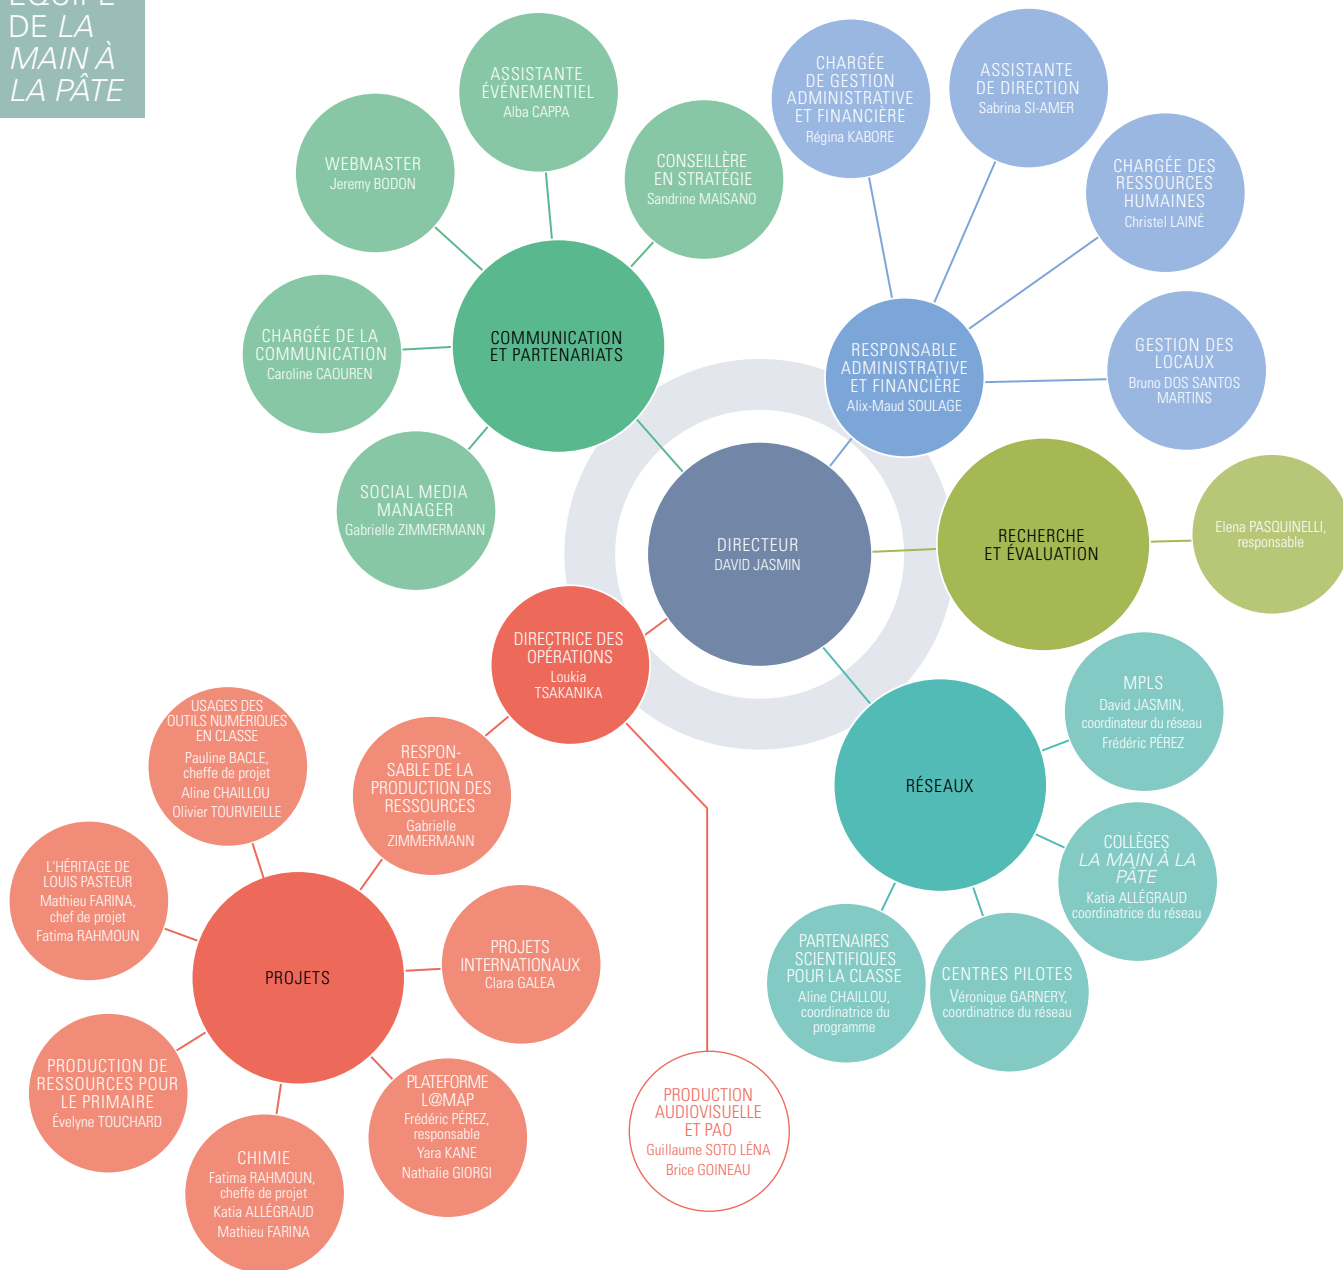 ÉQUIPE
DE LA
MAIN À
LA PÂTE
ASSISTANTE
ÉVÉNEMENTIEL
Alba CAPPA
WEBMASTER
Jeremy BODON
CONSEILLÈRE
EN STRATÉGIE
Sandrine MAISANO
CHARGÉE DE LA
COMMUNICATION
Caroline CAOUREN
COMMUNICATION
ET PARTENARIATS
SOCIAL MEDIA
MANAGER
Gabrielle ZIMMERMANN
CHARGÉE
DE GESTION
ADMINISTRATIVE
ET FINANCIÈRE
Régina KABORE
ASSISTANTE
DE DIRECTION
Sabrina SI-AMER
CHARGÉE DES
RESSOURCES
HUMAINES
Christel LAINÉ
RESPONSABLE
ADMINISTRATIVE
ET FINANCIÈRE
Alix-Maud SOULAGE
GESTION DES
LOCAUX
Bruno DOS SANTOS
MARTINS
DIRECTEUR
DAVID JASMIN
RECHERCHE
ET ÉVALUATION
Elena PASQUINELLI,
responsable
DIRECTRICE DES
OPÉRATIONS
Loukia
TSAKANIKA
RÉSEAUX
MPLS
David JASMIN,
coordinateur du réseau
Frédéric PÉREZ
COLLÈGES
LA MAIN À LA
PÂTE
Katia ALLÉGRAUD
coordinatrice du réseau
PARTENAIRES
SCIENTIFIQUES
POUR LA CLASSE
Aline CHAILLOU,
coordinatrice du
programme
CENTRES PILOTES
Véronique GARNERY,
coordinatrice du réseau
USAGES DES
OUTILS NUMÉRIQUES
EN CLASSE
Pauline BACLE,
cheffe de projet
Aline CHAILLOU
Olivier TOURVIEILLE
RESPON-
SABLE DE LA
PRODUCTION DES
RESSOURCES
Gabrielle
ZIMMERMANN
L'HÉRITAGE DE
LOUIS PASTEUR
Mathieu FARINA,
chef de projet
Fatima RAHMOUN
PROJETS
PROJETS
INTERNATIONAUX
Clara GALEA
PRODUCTION DE
RESSOURCES POUR
LE PRIMAIRE
Évelyne TOUCHARD
CHIMIE
Fatima RAHMOUN,
cheffe de projet
Katia ALLÉGRAUD
Mathieu FARINA
PLATEFORME
L@MAP
Frédéric PÉREZ,
responsable
Yara KANE
Nathalie GIORGI
PRODUCTION
AUDIOVISUELLE
ET PAO
Guillaume SOTO LÉNA
Brice GOINEAU